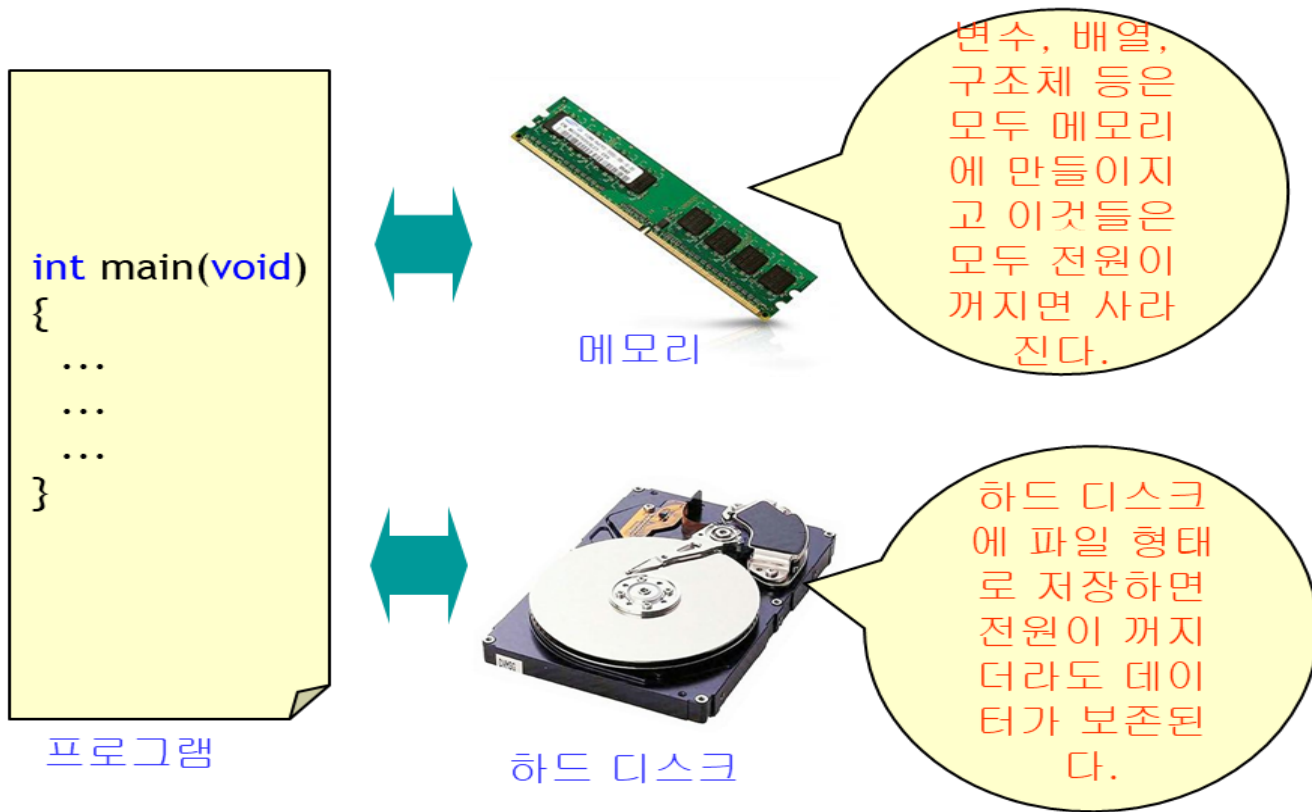 int main(void)
{
...
...
...
}
프로그램
메모리
변수, 배열,
구조체 등은
모두 메모리
에 만들이지
고 이것들은
모두 전원이
꺼지면 사라
진다.
하드 디스크
하드 디스크
에 파일 형태
로 저장하면
전원이 꺼지
더라도 데이
터가 보존된
다.